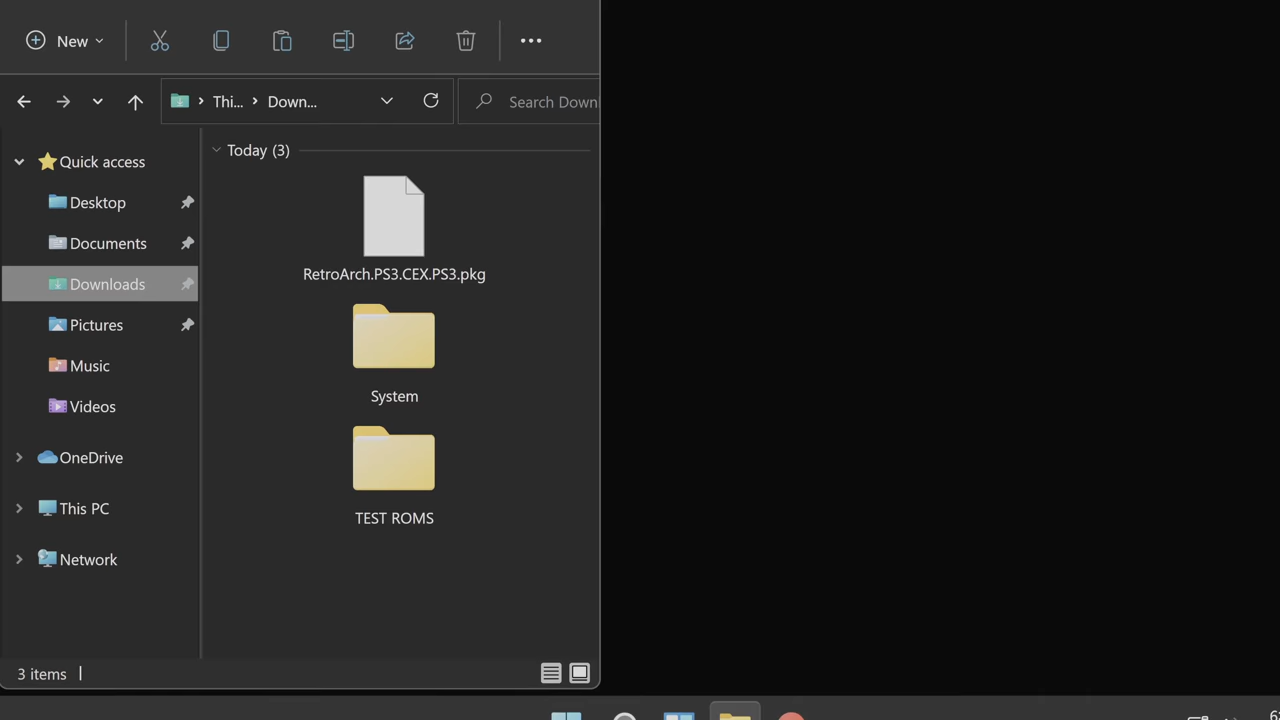 New
Thi... Down...
Search Down
Today (3)
Quick access
Desktop
Documents
Downloads
Pictures
Music
Videos
OneDrive
This PC
Network
RetroArch.PS3.CEX.PS3.pkg
System
TEST ROMS
3 items